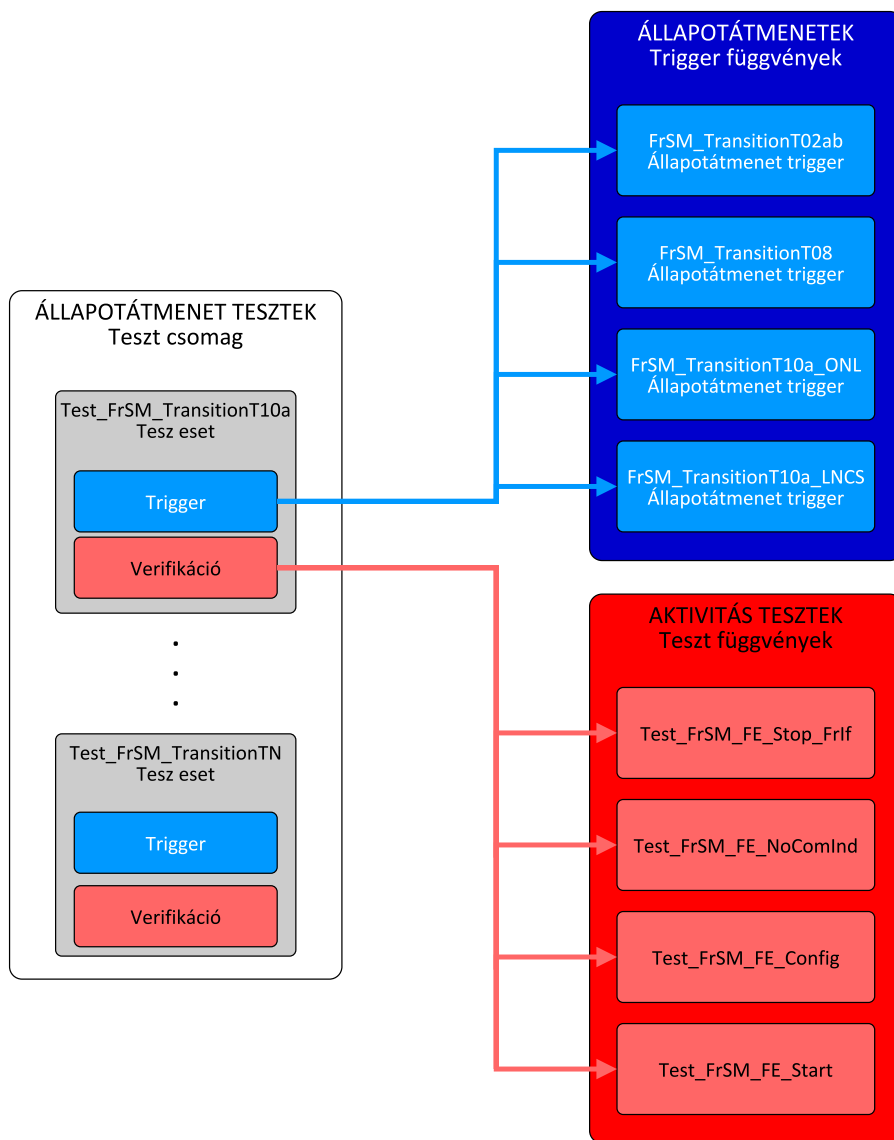 ÁLLAPOTÁTMENETEK
Trigger függvények
FrSM_TransitionT02ab
Állapotátmenet trigger
FrSM_TransitionT08
Állapotátmenet trigger
FrSM_TransitionT10a_ONL
Állapotátmenet trigger
FrSM_TransitionT10a_LNCS
Állapotátmenet trigger
ÁLLAPOTÁTMENET TESZTEK
Teszt csomag
Test_FrSM_TransitionT10a
Tesz eset
Trigger
Verifikáció
.
.
.
Test_FrSM_TransitionTN
Tesz eset
Trigger
Verifikáció
AKTIVITÁS TESZTEK
Teszt függvények
Test_FrSM_FE_Stop_FrIf
Test_FrSM_FE_NoComInd
Test_FrSM_FE_Config
Test_FrSM_FE_Start